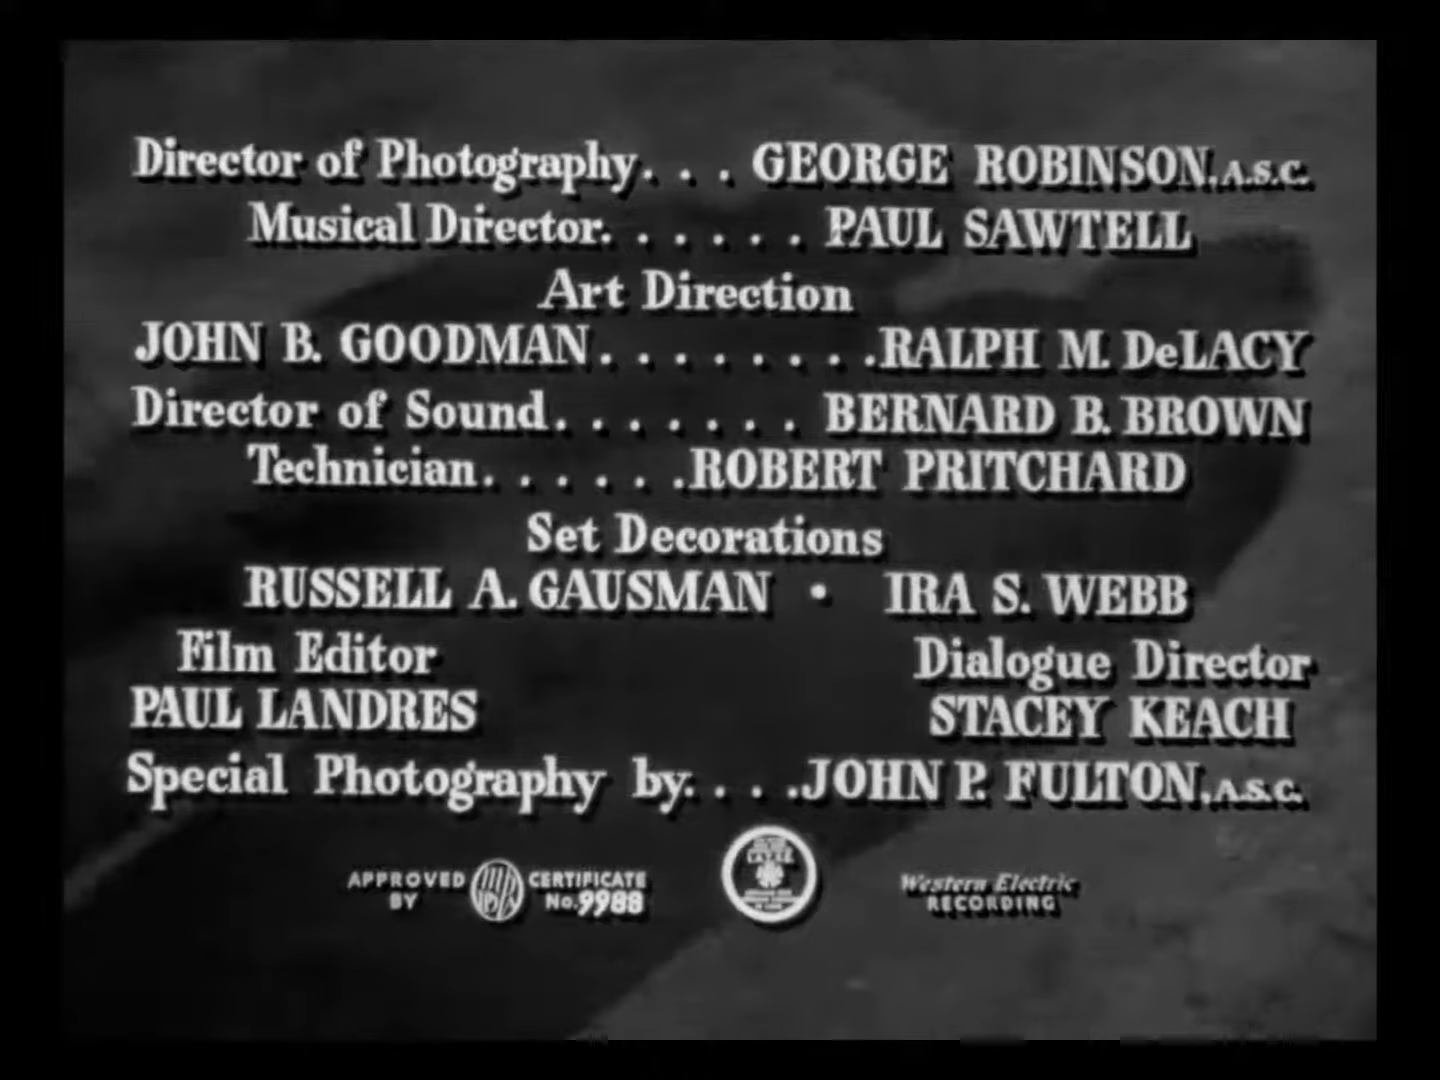 Director of Photography. . . GEORGE ROBINSON, A.S.C.
Musical Director. . . . . . PAUL SAWTELL
Art Direction
JOHN B. GOODMAN. . . . . . . . .RALPH M. DeLACY
Director of Sound. . . . . . . BERNARD B. BROWN
Technician. . . . . .ROBERT PRITCHARD
Set Decorations
RUSSELL A. GAUSMAN • IRA S. WEBB
Film Editor
PAUL LANDRES
Dialogue Director
STACEY KEACH
Special Photography by. . . .JOHN P. FULTON, A.S.C.
APPROVED BY
CERTIFICATE No. 9988
Western Electric
RECORDING